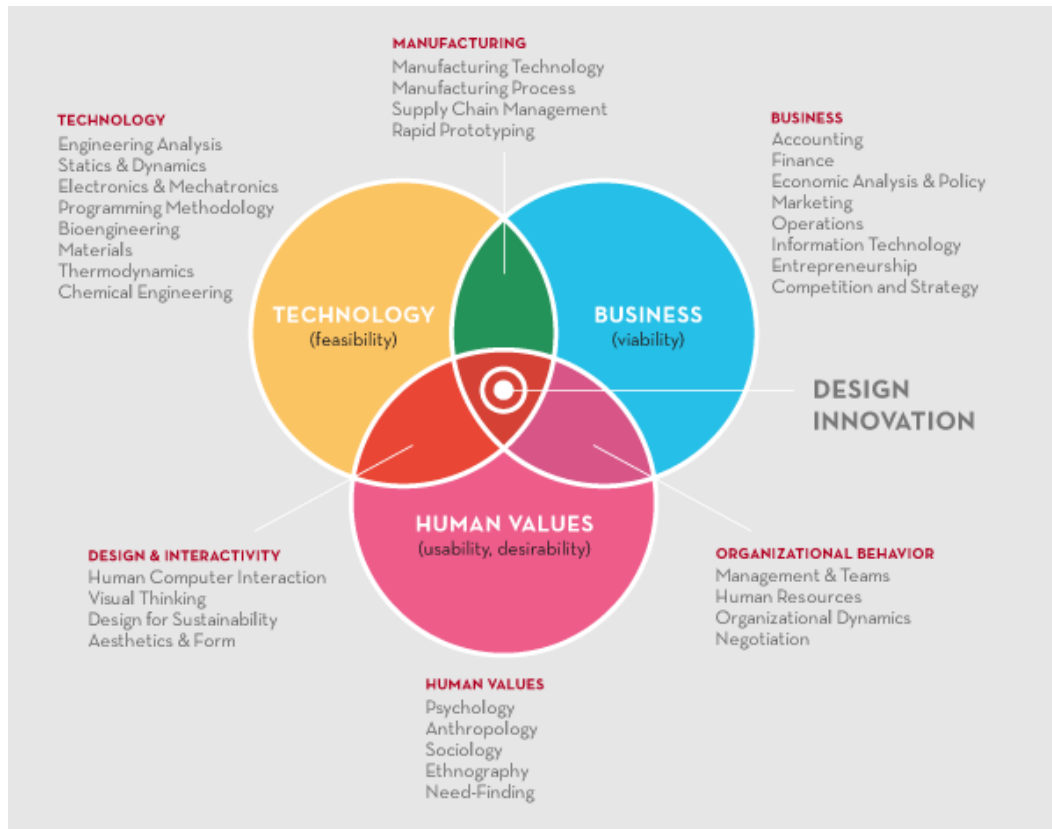 MANUFACTURING
Manufacturing Technology
Manufacturing Process
Supply Chain Management
Rapid Prototyping
TECHNOLOGY
Engineering Analysis
Statics & Dynamics
Electronics & Mechatronics
Programming Methodology
Bioengineering
Materials
Thermodynamics
Chemical Engineering
BUSINESS
Accounting
Finance
Economic Analysis & Policy
Marketing
Operations
Information Technology
Entrepreneurship
Competition and Strategy
TECHNOLOGY
(feasibility)
BUSINESS
(viability)
DESIGN
INNOVATION
HUMAN VALUES
(usability, desirability)
DESIGN & INTERACTIVITY
Human Computer Interaction
Visual Thinking
Design for Sustainability
Aesthetics & Form
ORGANIZATIONAL BEHAVIOR
Management & Teams
Human Resources
Organizational Dynamics
Negotiation
HUMAN VALUES
Psychology
Anthropology
Sociology
Ethnography
Need-Finding